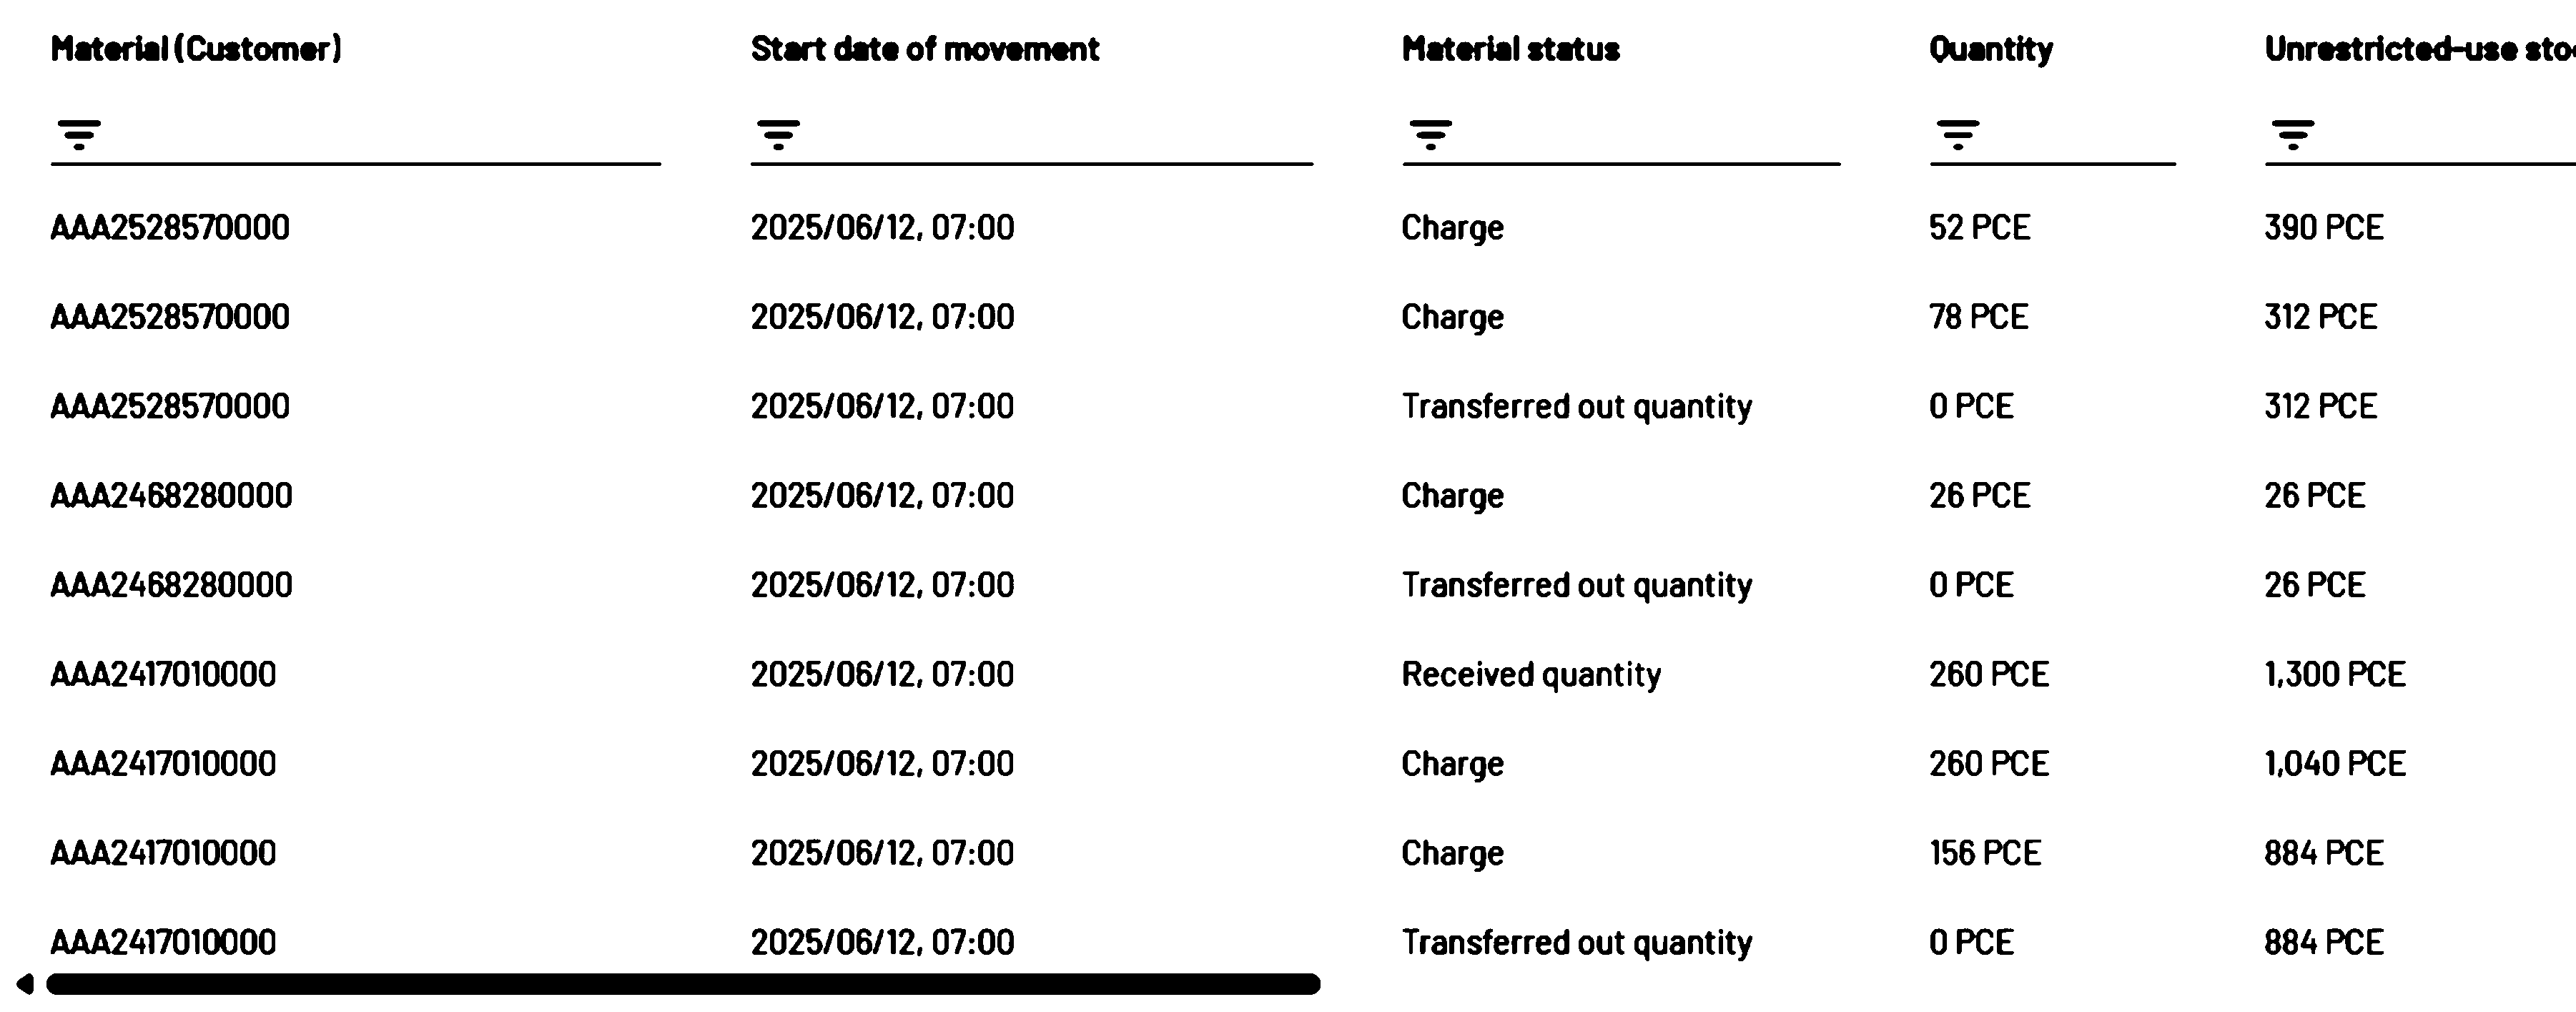 Material (Customer) Start date of movement Material status Quantity Unrestricted-use
AAA2528570000 2025/06/12, 07:00 Charge 52 PCE 390 PCE
AAA2528570000 2025/06/12, 07:00 Charge 78 PCE 312 PCE
AAA2528570000 2025/06/12, 07:00 Transferred out quantity 0 PCE 312 PCE
AAA2468280000 2025/06/12, 07:00 Charge 26 PCE 26 PCE
AAA2468280000 2025/06/12, 07:00 Transferred out quantity 0 PCE 26 PCE
AAA2417010000 2025/06/12, 07:00 Received quantity 260 PCE 1,300 PCE
AAA2417010000 2025/06/12, 07:00 Charge 260 PCE 1,040 PCE
AAA2417010000 2025/06/12, 07:00 Charge 156 PCE 884 PCE
AAA2417010000 2025/06/12, 07:00 Transferred out quantity 0 PCE 884 PCE